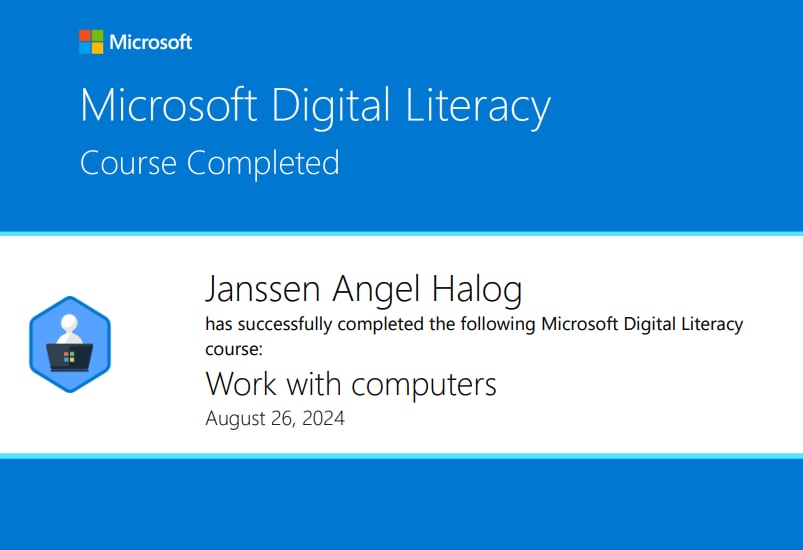 Microsoft
Microsoft Digital Literacy
Course Completed
Janssen Angel Halog
has successfully completed the following Microsoft Digital Literacy
course:
Work with computers
August 26, 2024